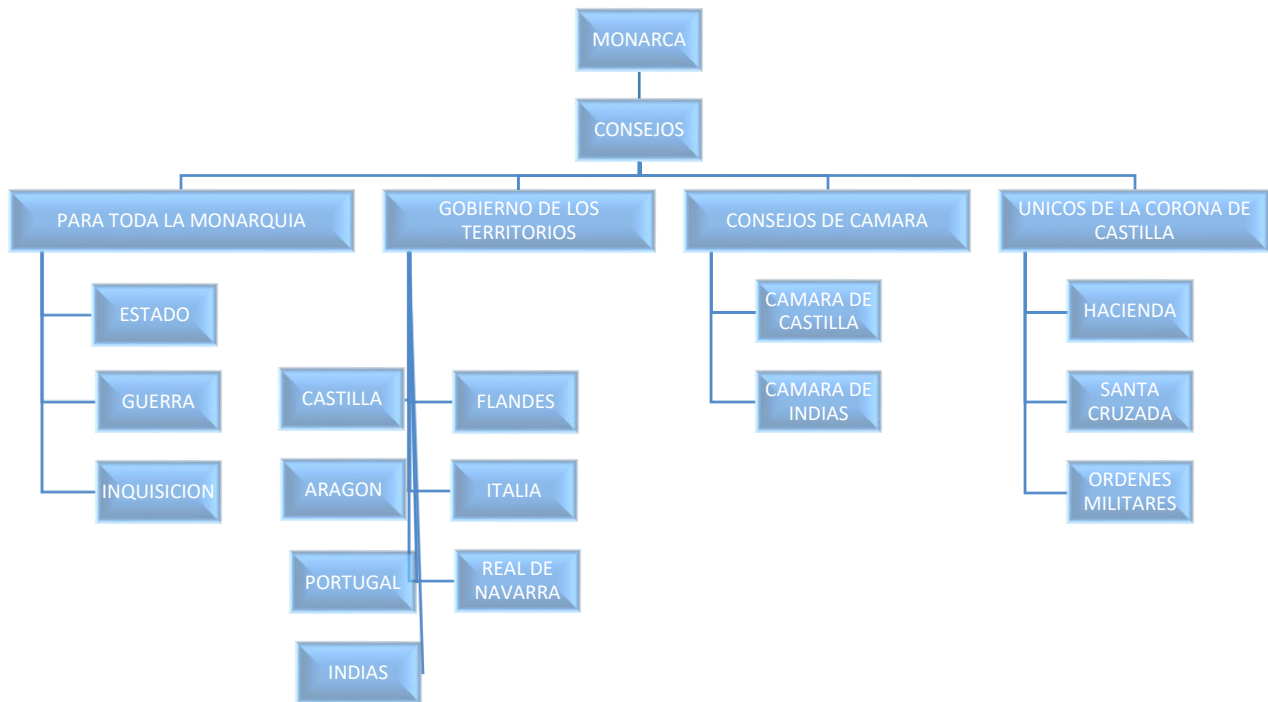 MONARCA
CONSEJOS
PARA TODA LA MONARQUIA
ESTADO
GUERRA
INQUISICION
GOBIERNO DE LOS
TERRITORIOS
CASTILLA
FLANDES
ARAGON
ITALIA
PORTUGAL
REAL DE
NAVARRA
INDIAS
CONSEJOS DE CAMARA
CAMARA DE
CASTILLA
CAMARA DE
INDIAS
UNICOS DE LA CORONA DE
CASTILLA
HACIENDA
SANTA
CRUZADA
ORDENES
MILITARES